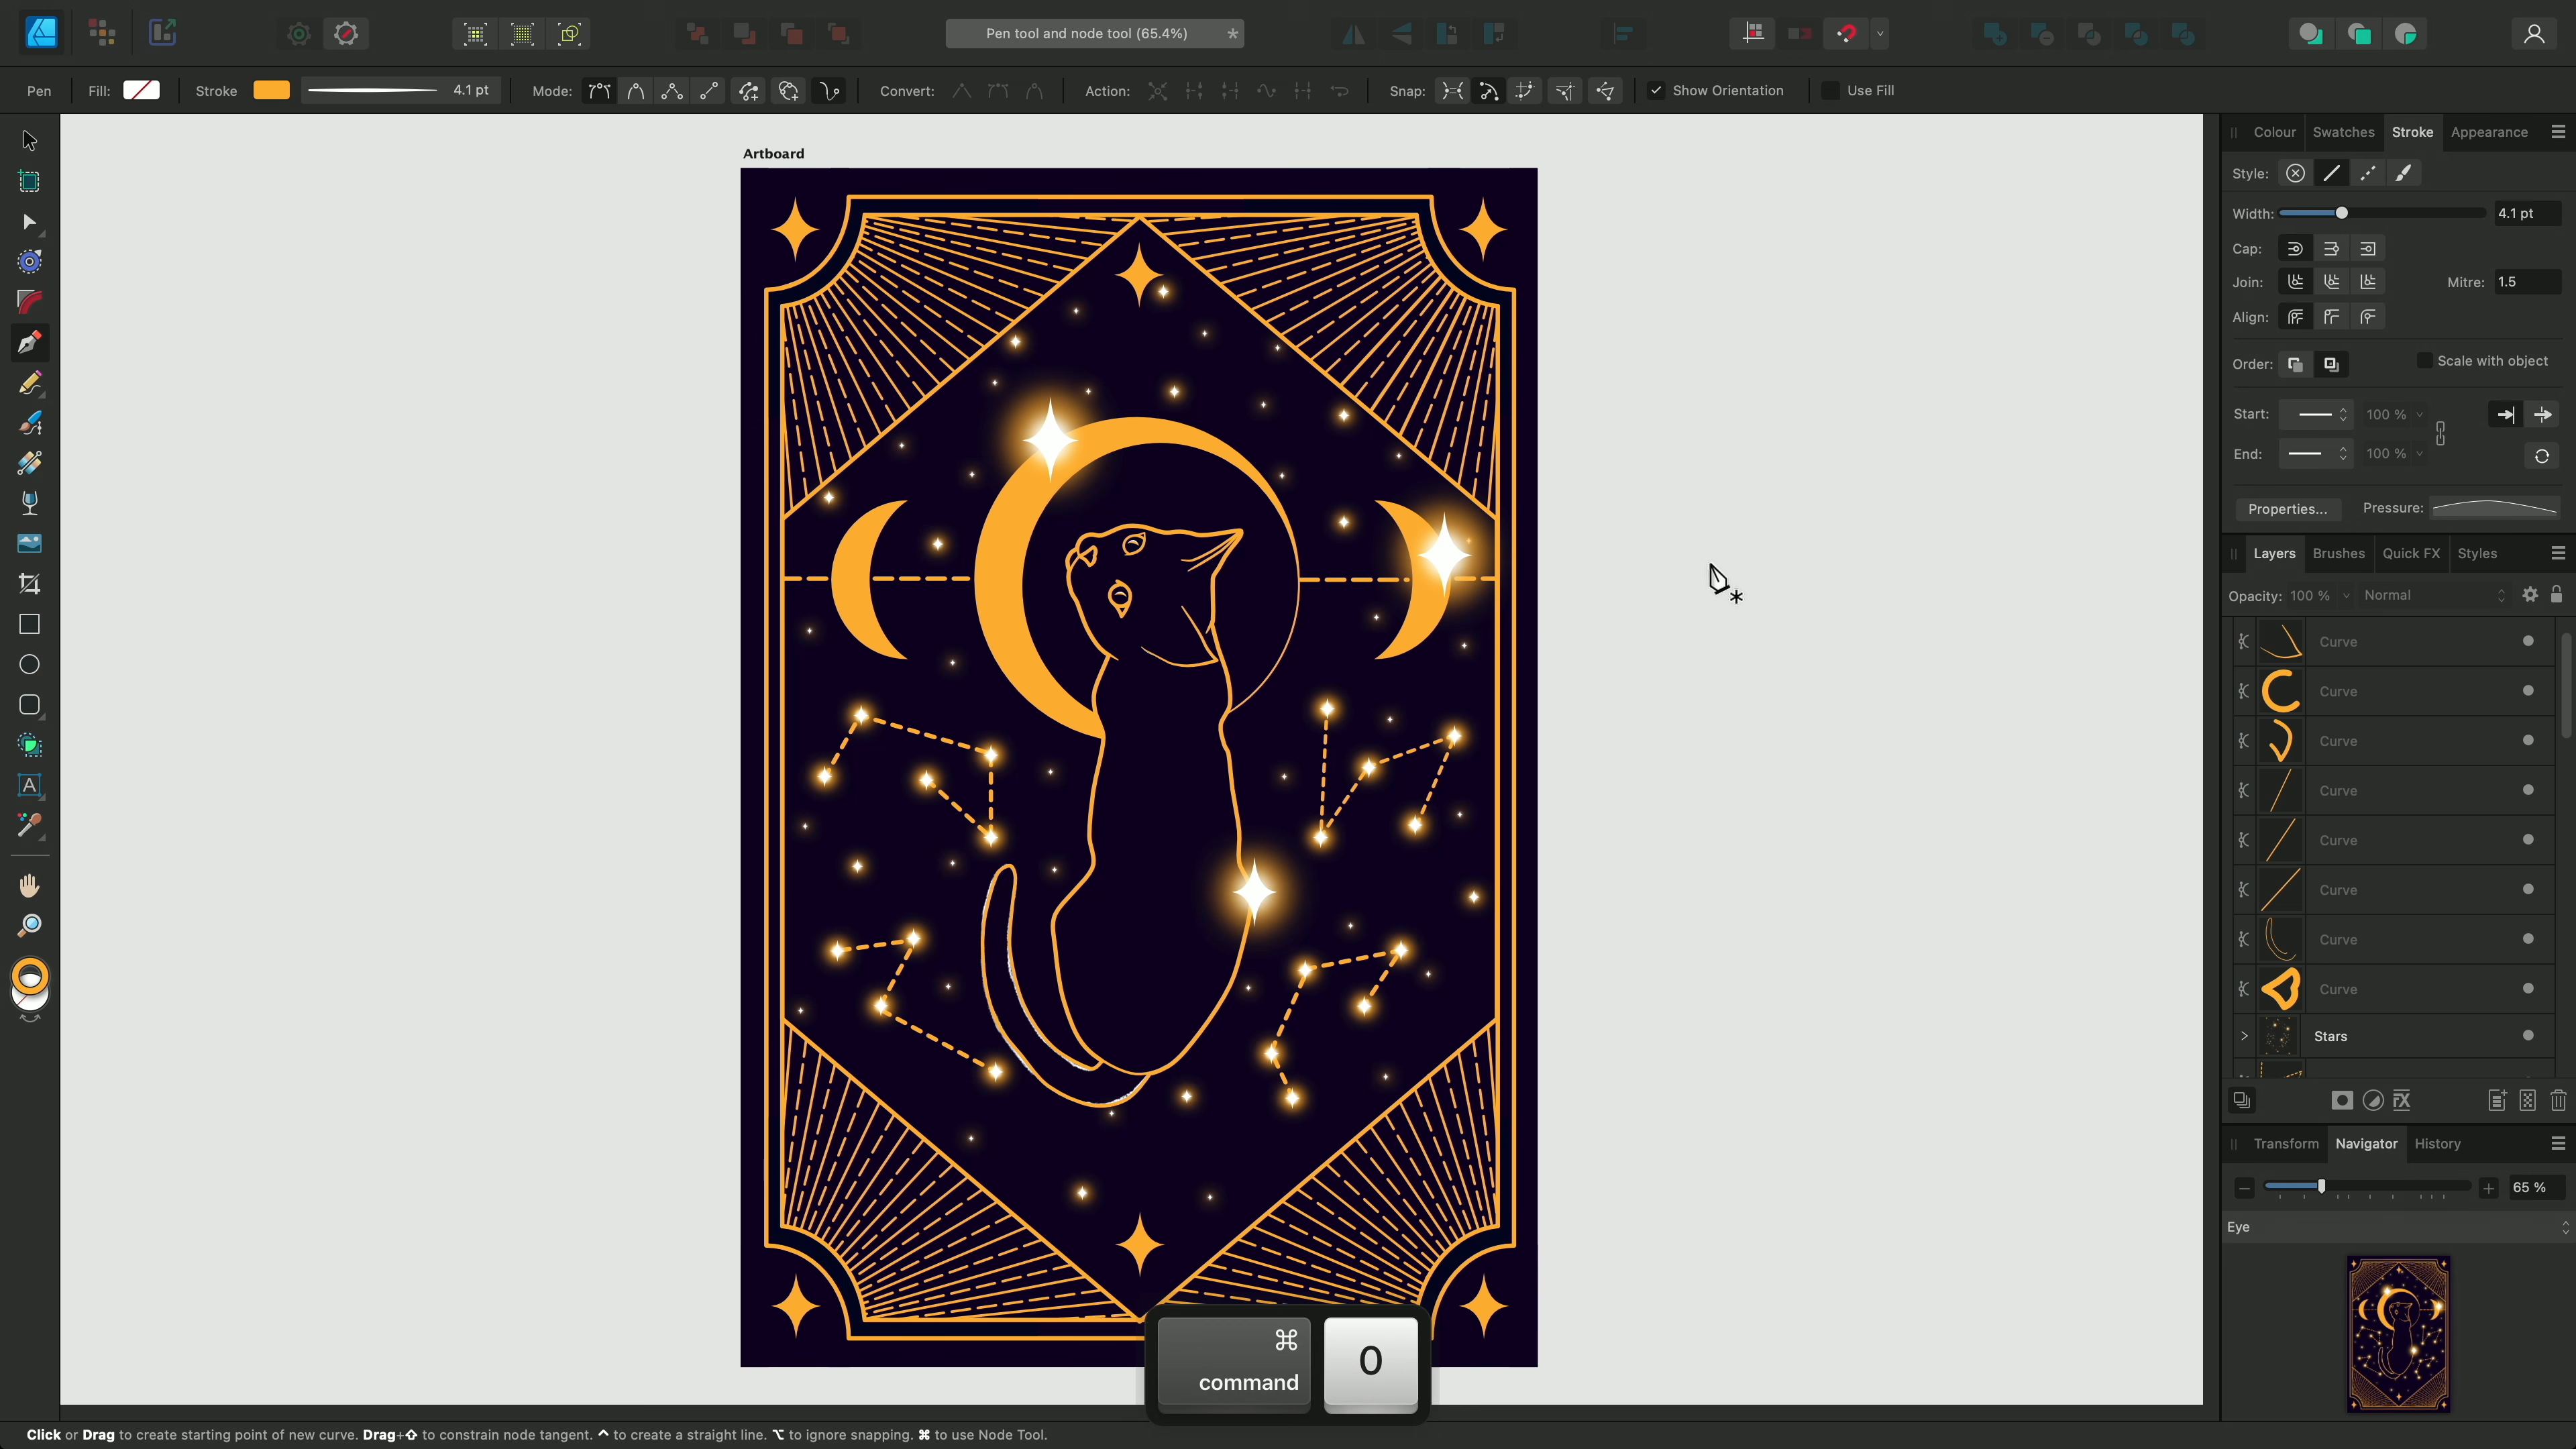 Pen tool and node tool (65.4%) *
Pen Fill: Stroke 4.1 pt Mode: Convert: Action: Snap: Show Orientation Use Fill
Artboard
Colour Swatches Stroke Appearance
Style:
Width: 4.1 pt
Cap:
Join: Mitre: 1.5
Align:
Order: Scale with object
Start: 100 %
End: 100 %
Properties... Pressure:
Layers Brushes Quick FX Styles
Opacity: 100 % Normal
Curve
Curve
Curve
Curve
Curve
Curve
Curve
Curve
Stars
Transform Navigator History
65 %
Eye
⌘
command
0
Click or Drag to create starting point of new curve. Drag+⇧ to constrain node tangent. ^ to create a straight line. ⌥ to ignore snapping. ⌘ to use Node Tool.